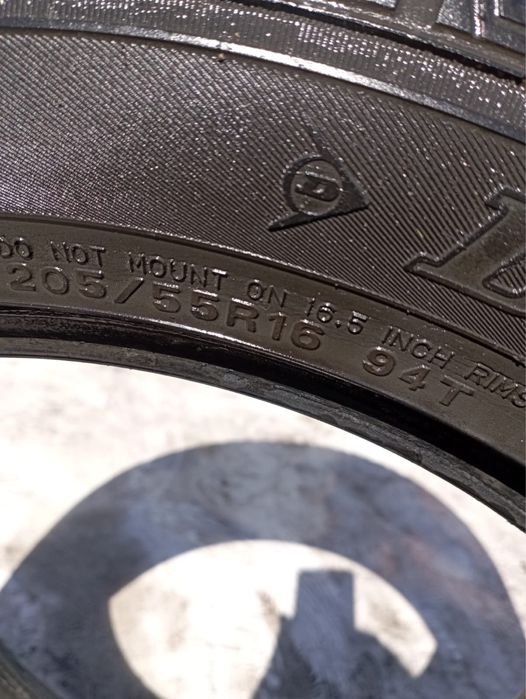 D
DO NOT MOUNT ON 16.5 INCH RIMS
205/55R16 94T